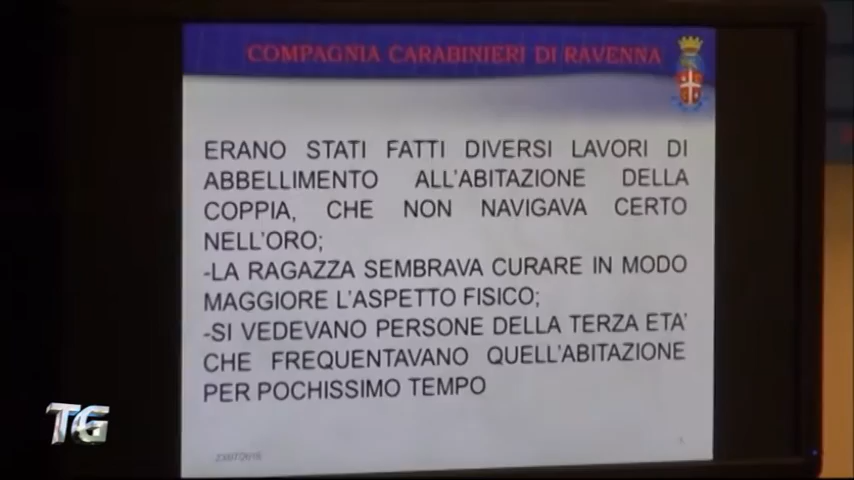 COMPAGNIA CARABINIERI DI RAVENNA
ERANO STATI FATTI DIVERSI LAVORI DI
ABBELLIMENTO ALL'ABITAZIONE DELLA
COPPIA, CHE NON NAVIGAVA CERTO
NELL'ORO;
-LA RAGAZZA SEMBRAVA CURARE IN MODO
MAGGIORE L'ASPETTO FISICO;
-SI VEDEVANO PERSONE DELLA TERZA ETA'
CHE FREQUENTAVANO QUELL'ABITAZIONE
PER POCHISSIMO TEMPO
TG